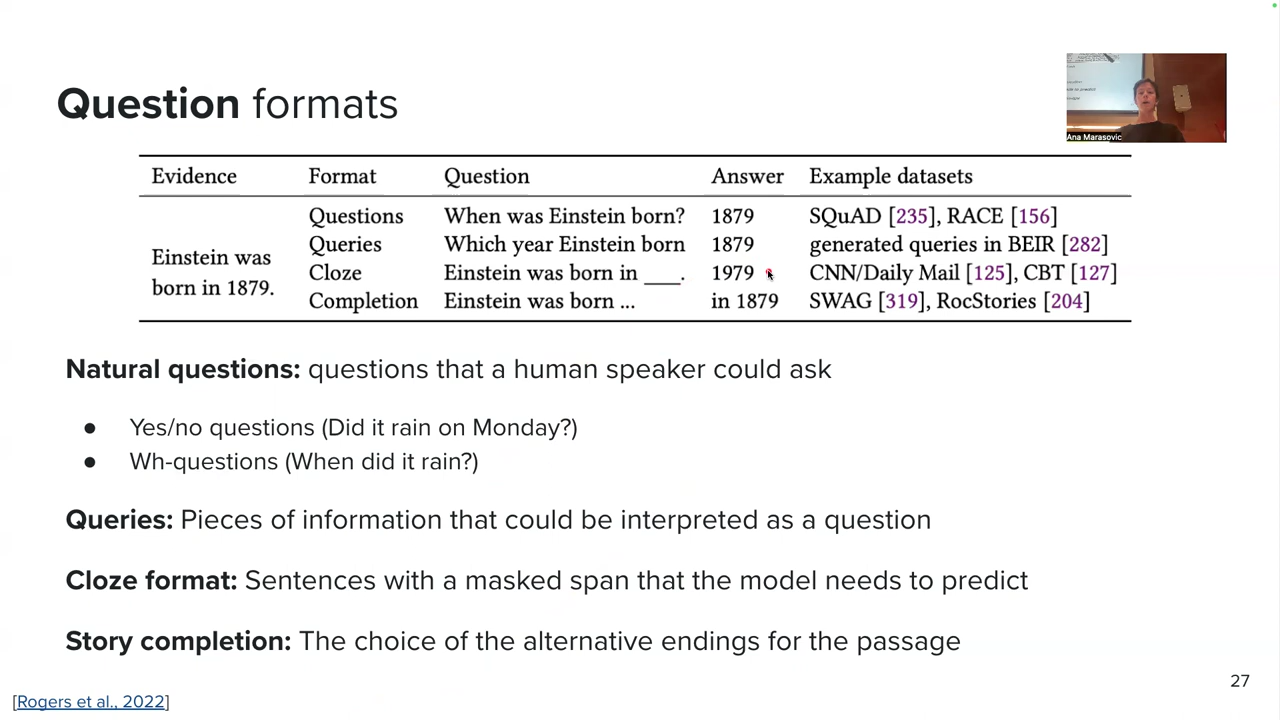 Question formats
Ana Marasovic
Evidence Format Question Answer Example datasets
Questions When was Einstein born? 1879 SQuAD [235], RACE [156]
Queries Which year Einstein born 1879 generated queries in BEIR [282]
Einstein was
born in 1879.
Cloze Einstein was born in ___. 1979 CNN/Daily Mail [125], CBT [127]
Completion Einstein was born ... in 1879 SWAG [319], RocStories [204]
Natural questions: questions that a human speaker could ask
● Yes/no questions (Did it rain on Monday?)
● Wh-questions (When did it rain?)
Queries: Pieces of information that could be interpreted as a question
Cloze format: Sentences with a masked span that the model needs to predict
Story completion: The choice of the alternative endings for the passage
27
[Rogers et al., 2022]